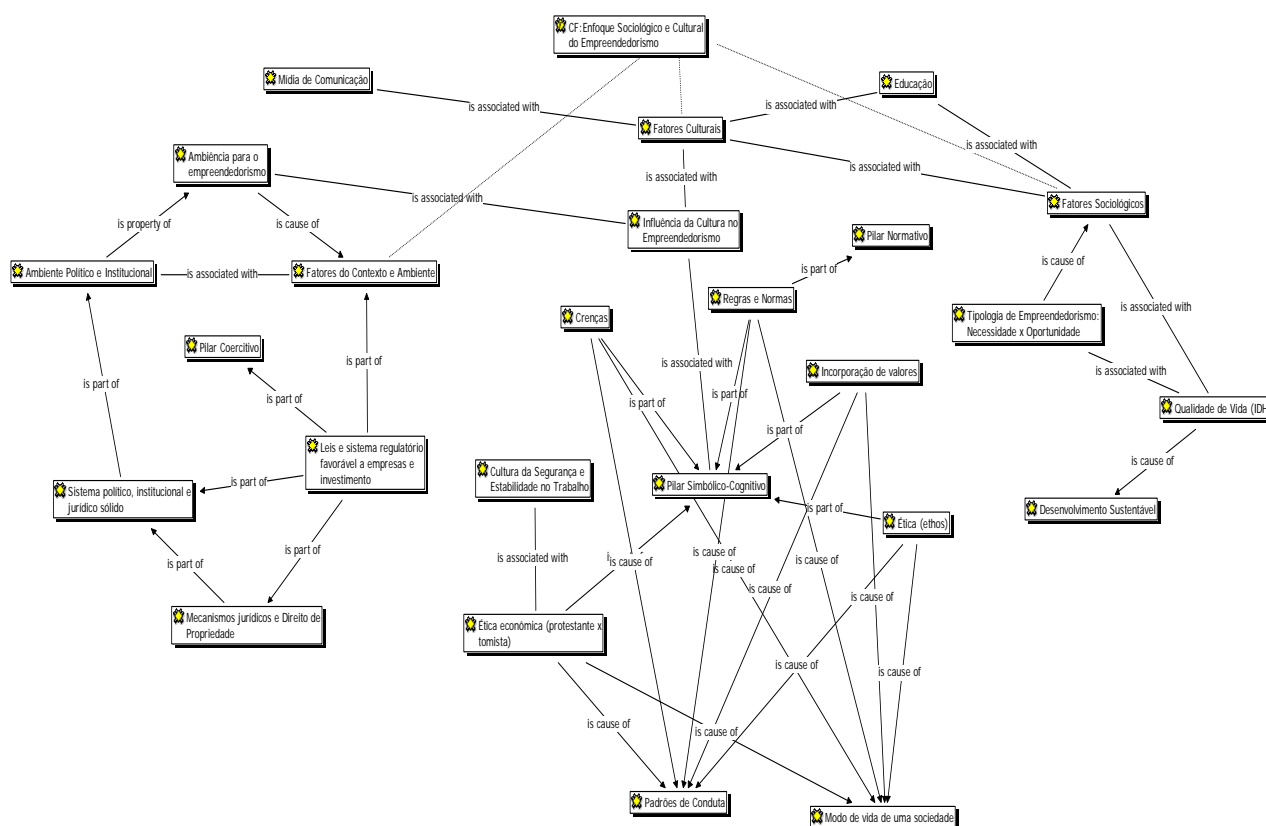 CF:Enfoque Sociológico e Cultural
do Empreendedorismo
Mídia de Comunicação
Educação
is associated with
is associated with
Fatores Culturais
is associated with
Ambiência para o
empreendedorismo
is associated with
is associated with
is associated with
Fatores Sociológicos
is property of
is cause of
Influência da Cultura no
Empreendedorismo
Pilar Normativo
Ambiente Político e Institucional
is associated with
Fatores do Contexto e Ambiente
is part of
is cause of
Regras e Normas
is associated with
Crenças
Tipologia de Empreendedorismo:
Necessidade x Oportunidade
Pilar Coercitivo
is part of
is associated with
Incorporação de valores
is associated with
is part of
is part of
is part of
is part of
is part of
Qualidade de Vida (IDH
Leis e sistema regulatório
favorável a empresas e
investimento
is cause of
Cultura da Segurança e
Estabilidade no Trabalho
Pilar Simbólico-Cognitivo
is part of
Sistema político, institucional e
jurídico sólido
is part of
Ética (ethos)
Desenvolvimento Sustentável
is part of
is part of
is associated with
is cause of
is cause of
is cause of
is cause of
is cause of
is cause of
Mecanismos jurídicos e Direito de
Propriedade
Ética econômica (protestante x
tomista)
is cause of
is cause of
is cause of
is cause of
Padrões de Conduta
Modo de vida de uma sociedade